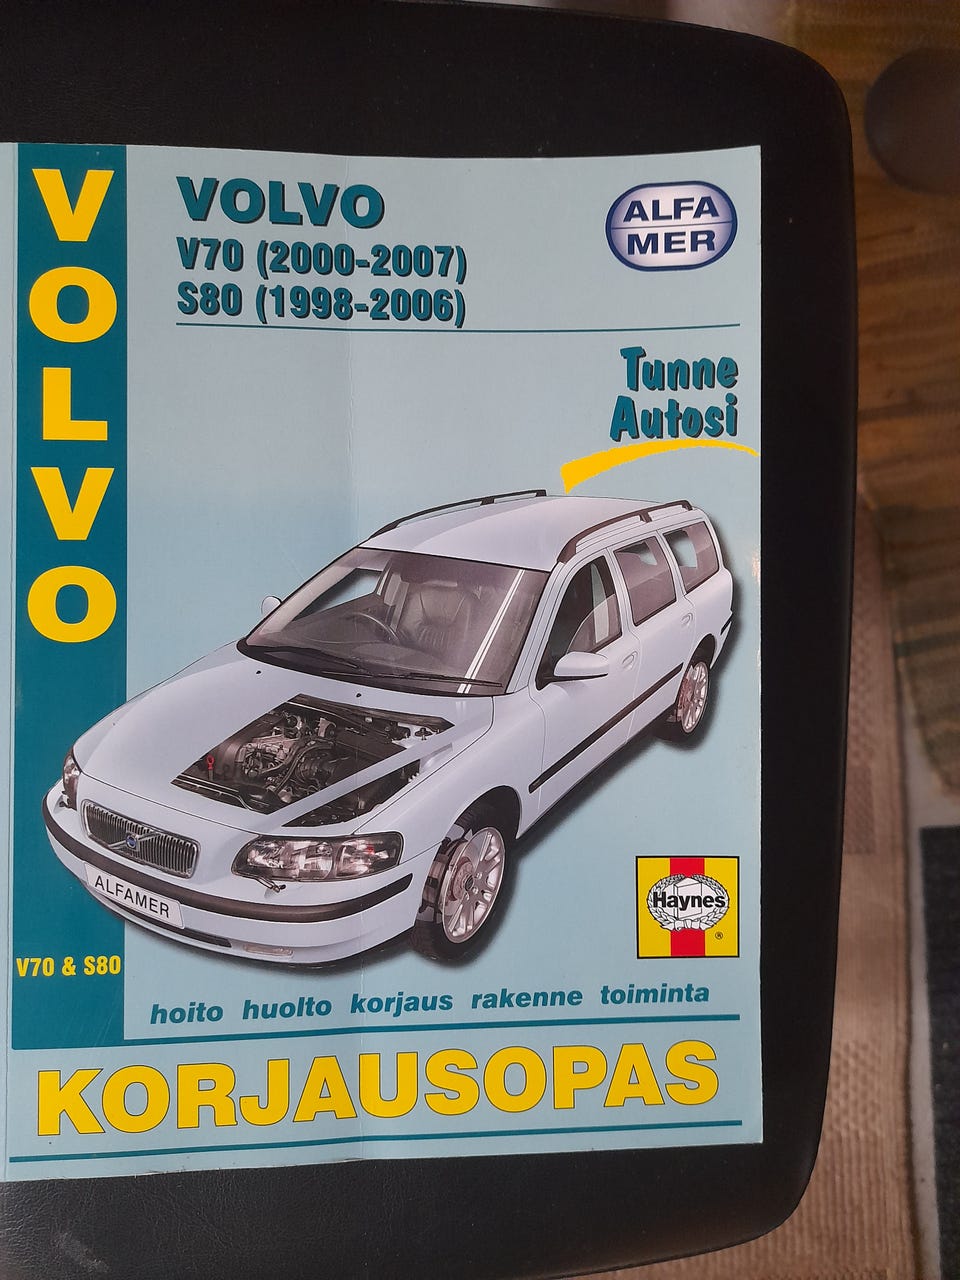 VOLVO
VOLVO
V70 (2000-2007)
S80 (1998-2006)
ALFA
MER
Tunne
Autosi
ALFAMER
Haynes
®
V70 & S80
hoito huolto korjaus rakenne toiminta
KORJAUSOPAS